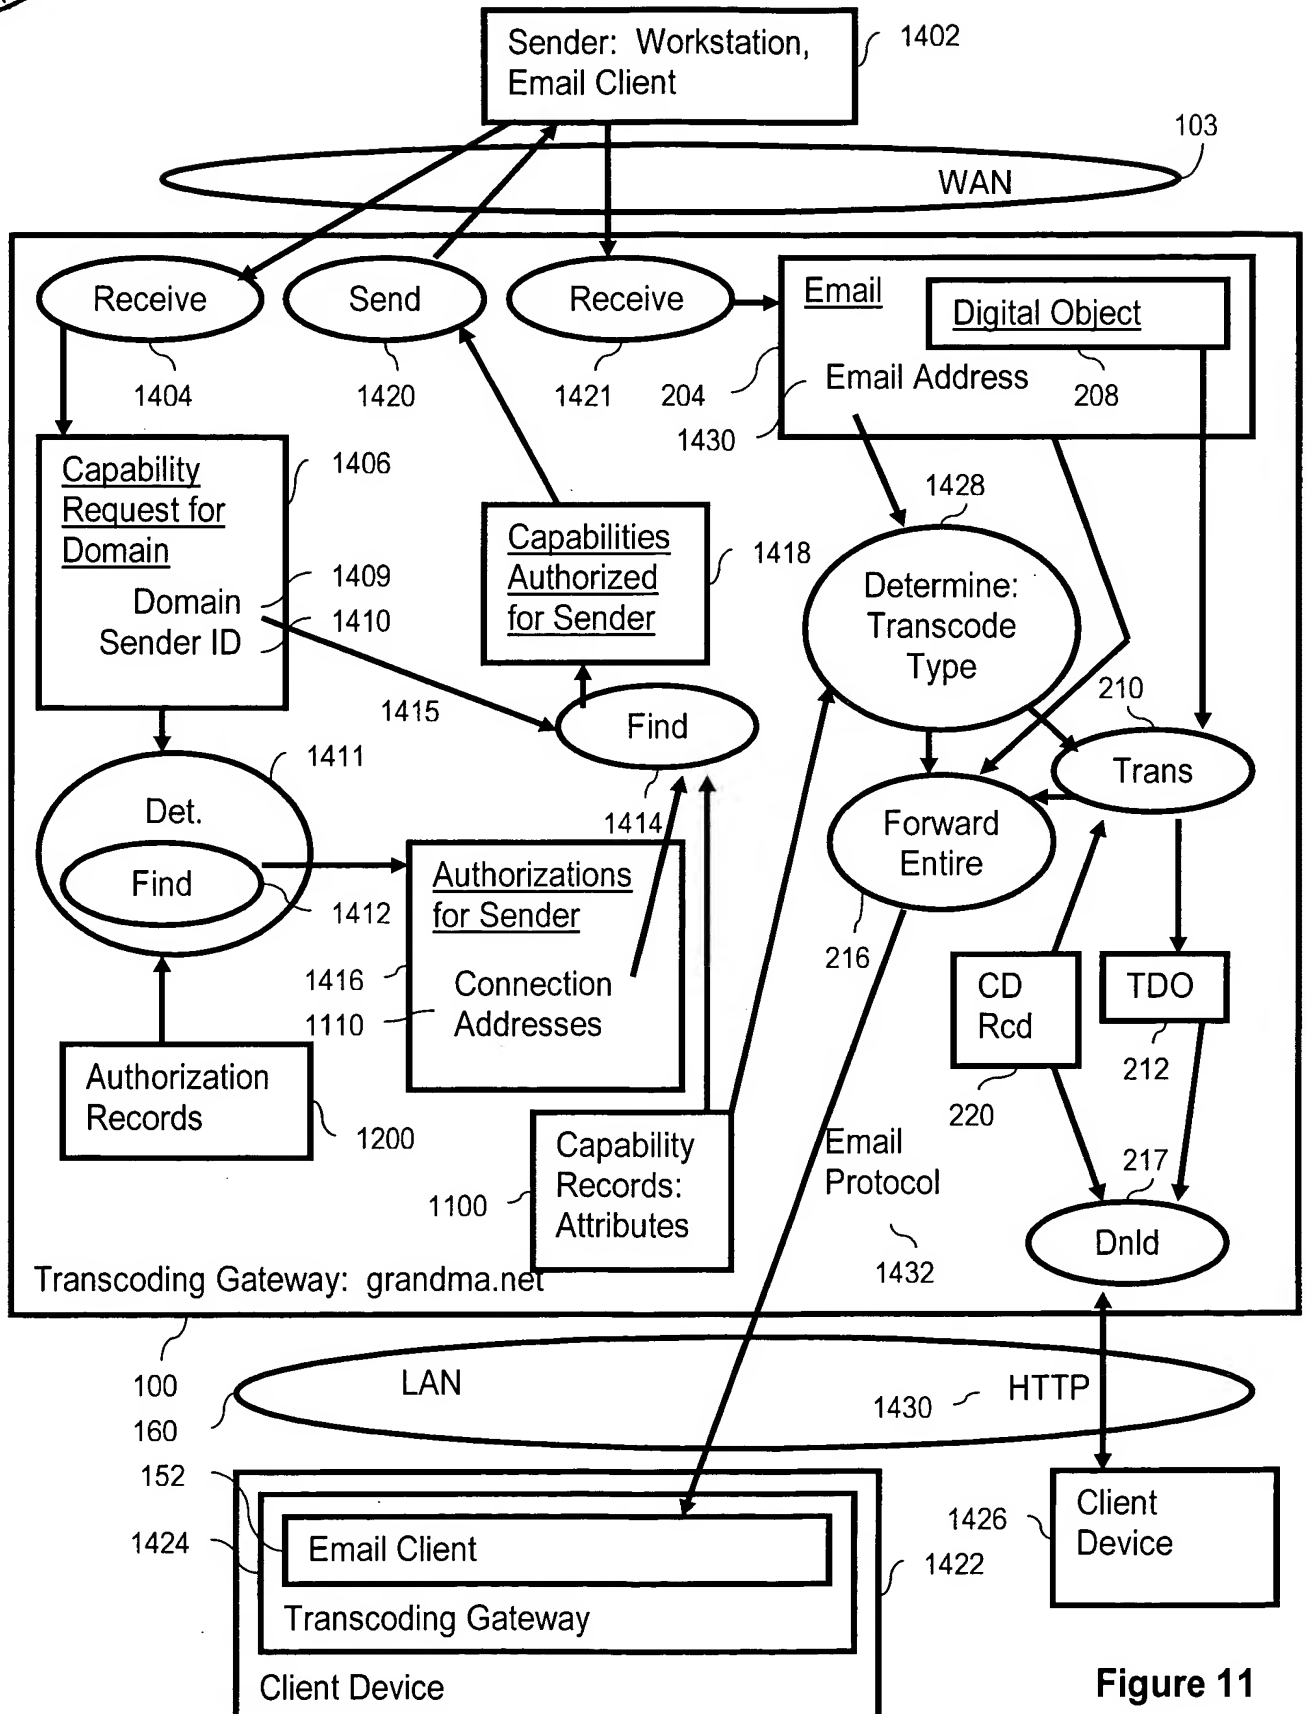 Sender: Workstation,
Email Client
1402
103
WAN
Receive
Send
Receive
Email
Digital Object
1404
1420
1421
204
Email Address
208
1430
Capability
Request for
Domain
1406
Domain
1409
Sender ID
1410
Capabilities
Authorized
for Sender
1418
1428
Determine:
Transcode
Type
1415
Find
210
Trans
1411
Det.
Find
1412
1414
Authorizations
for Sender
1416
Connection
Addresses
1110
Forward
Entire
216
CD
Rcd
220
TDO
212
Authorization
Records
1200
Capability
Records:
Attributes
1100
Email
Protocol
1432
217
Dnld
Transcoding Gateway: grandma.net
100
160
LAN
1430
HTTP
152
1424
Email Client
Transcoding Gateway
Client Device
1422
1426
Client
Device
Figure 11